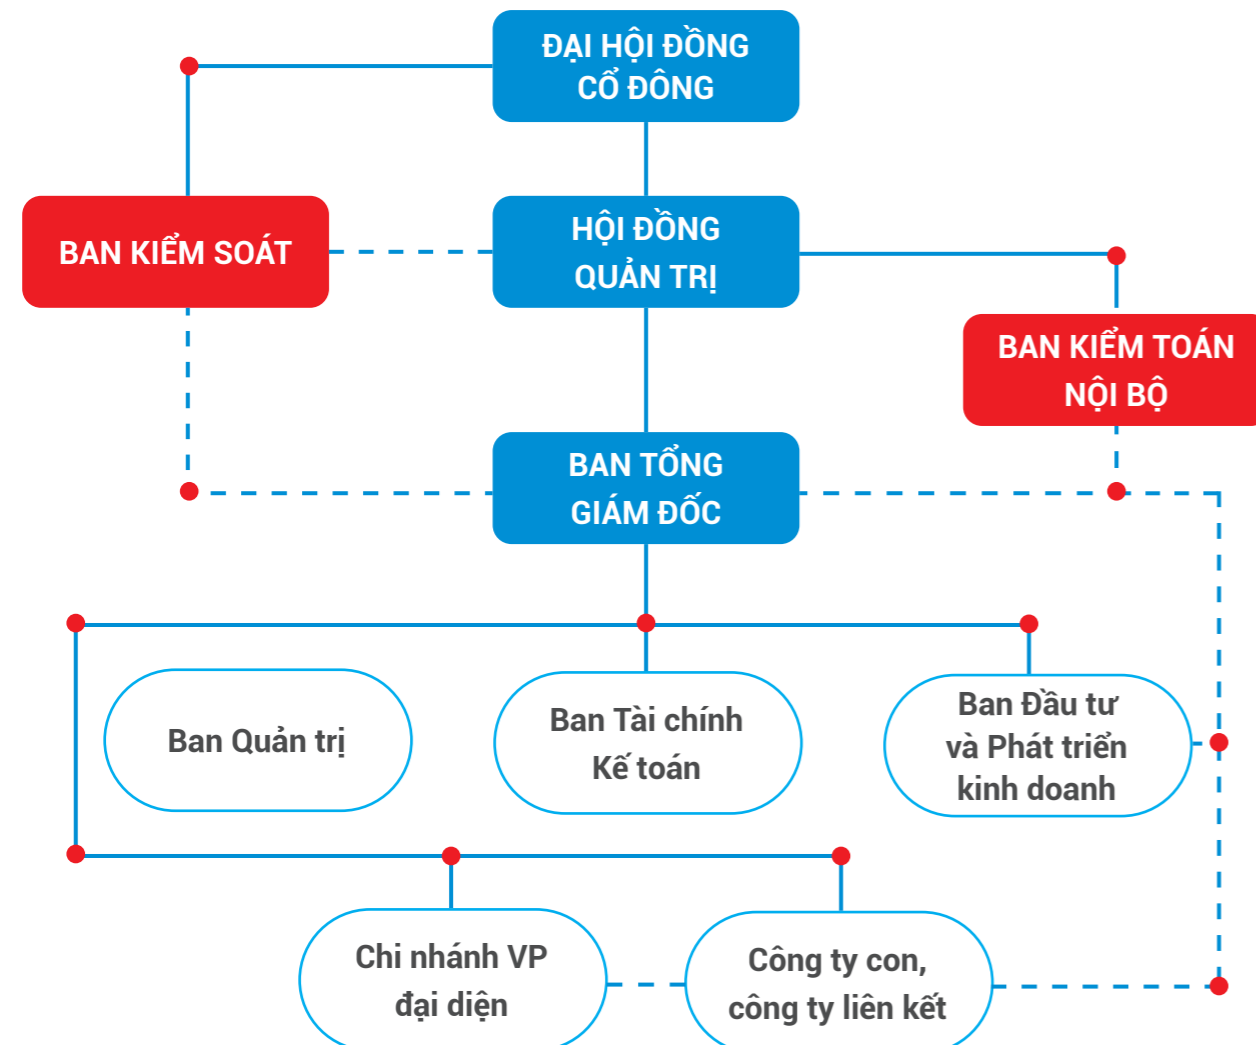 ĐẠI HỘI ĐỒNG
CỔ ĐÔNG
BAN KIỂM SOÁT
HỘI ĐỒNG
QUẢN TRỊ
BAN KIỂM TOÁN
NỘI BỘ
BAN TỔNG
GIÁM ĐỐC
Ban Quản trị
Ban Tài chính
Kế toán
Ban Đầu tư
và Phát triển
kinh doanh
Chi nhánh VP
đại diện
Công ty con,
công ty liên kết